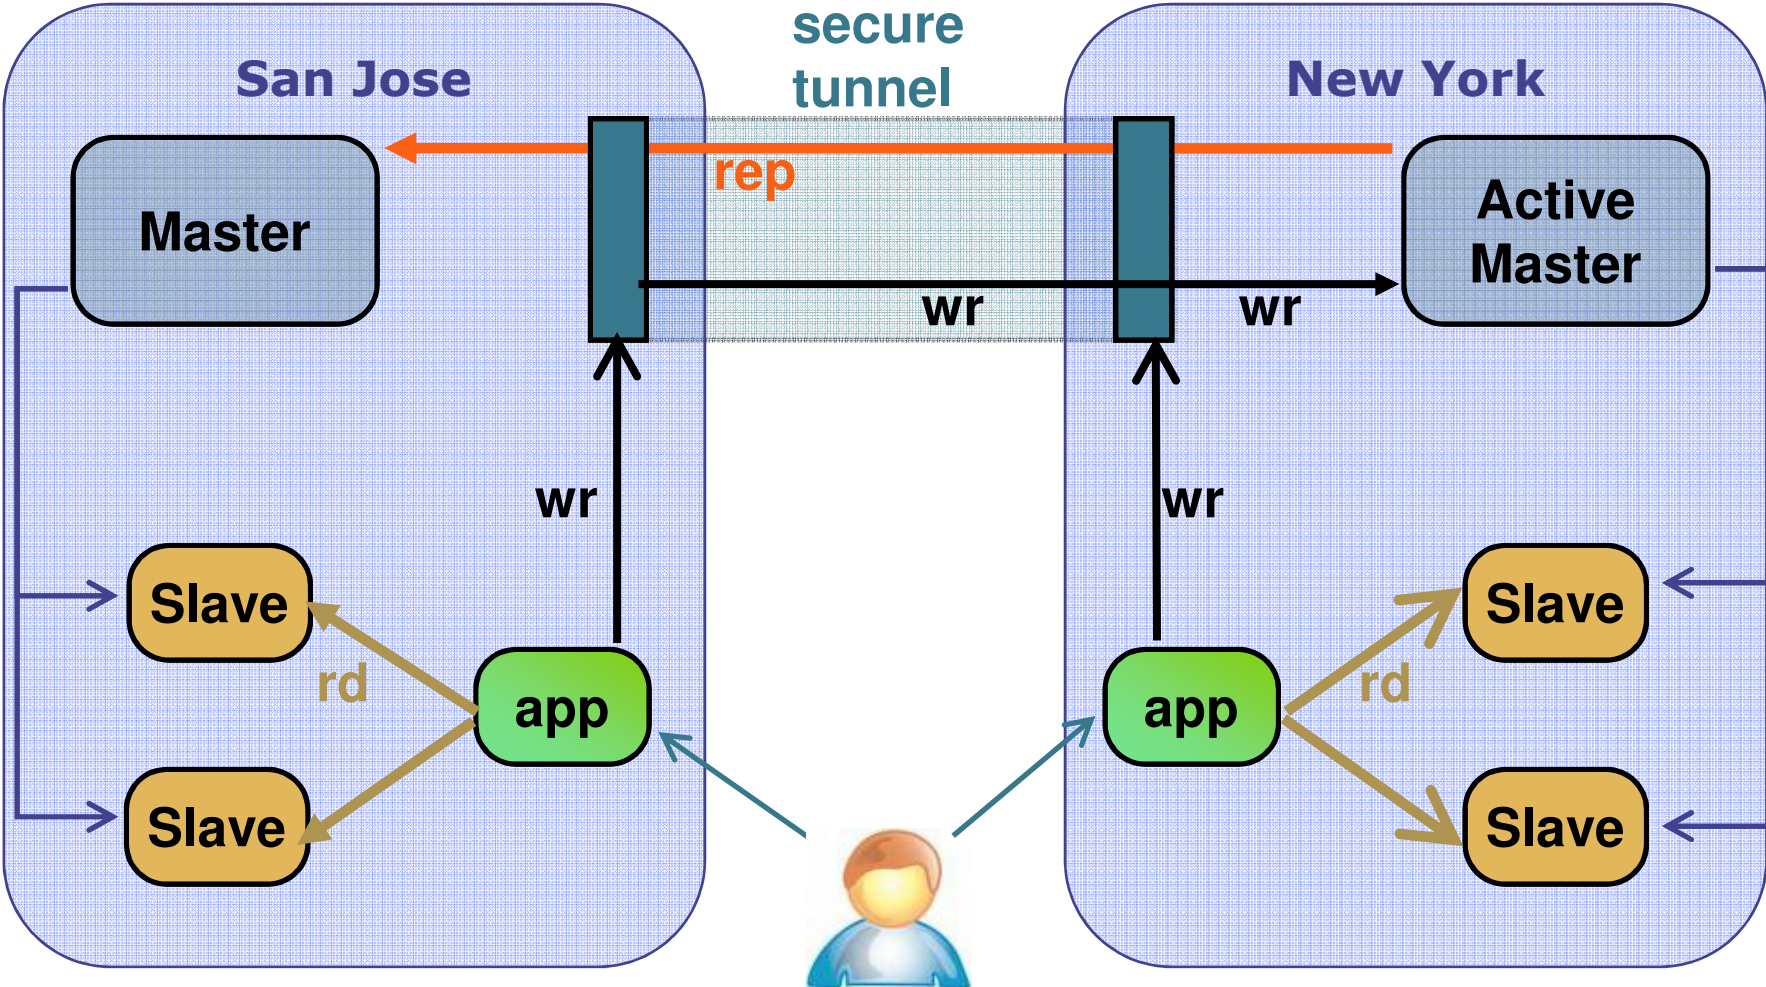 secure
tunnel
San Jose
New York
rep
Master
Active
Master
wr
wr
wr
wr
Slave
Slave
rd
rd
app
app
Slave
Slave